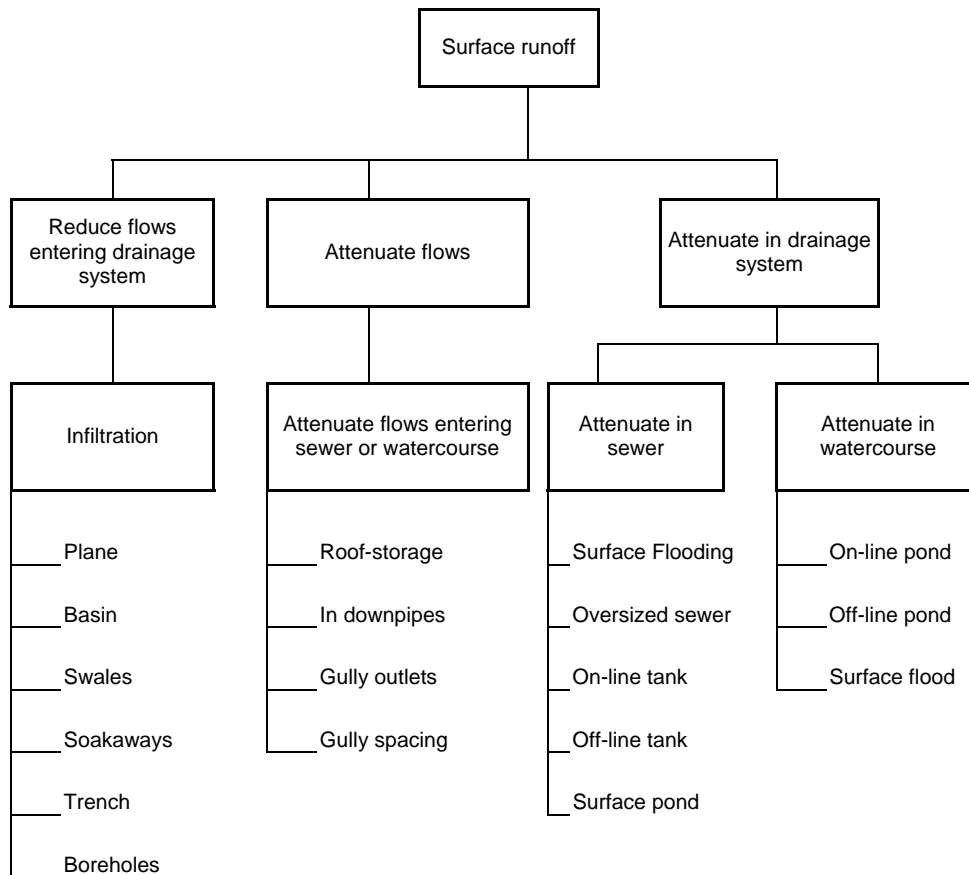 Surface runoff
Reduce flows
entering drainage
system
Attenuate flows
Attenuate in drainage
system
Infiltration
Attenuate flows entering
sewer or watercourse
Attenuate in
sewer
Attenuate in
watercourse
Plane
Basin
Swales
Soakaways
Trench
Boreholes
Roof-storage
In downpipes
Gully outlets
Gully spacing
Surface Flooding
Oversized sewer
On-line tank
Off-line tank
Surface pond
On-line pond
Off-line pond
Surface flood